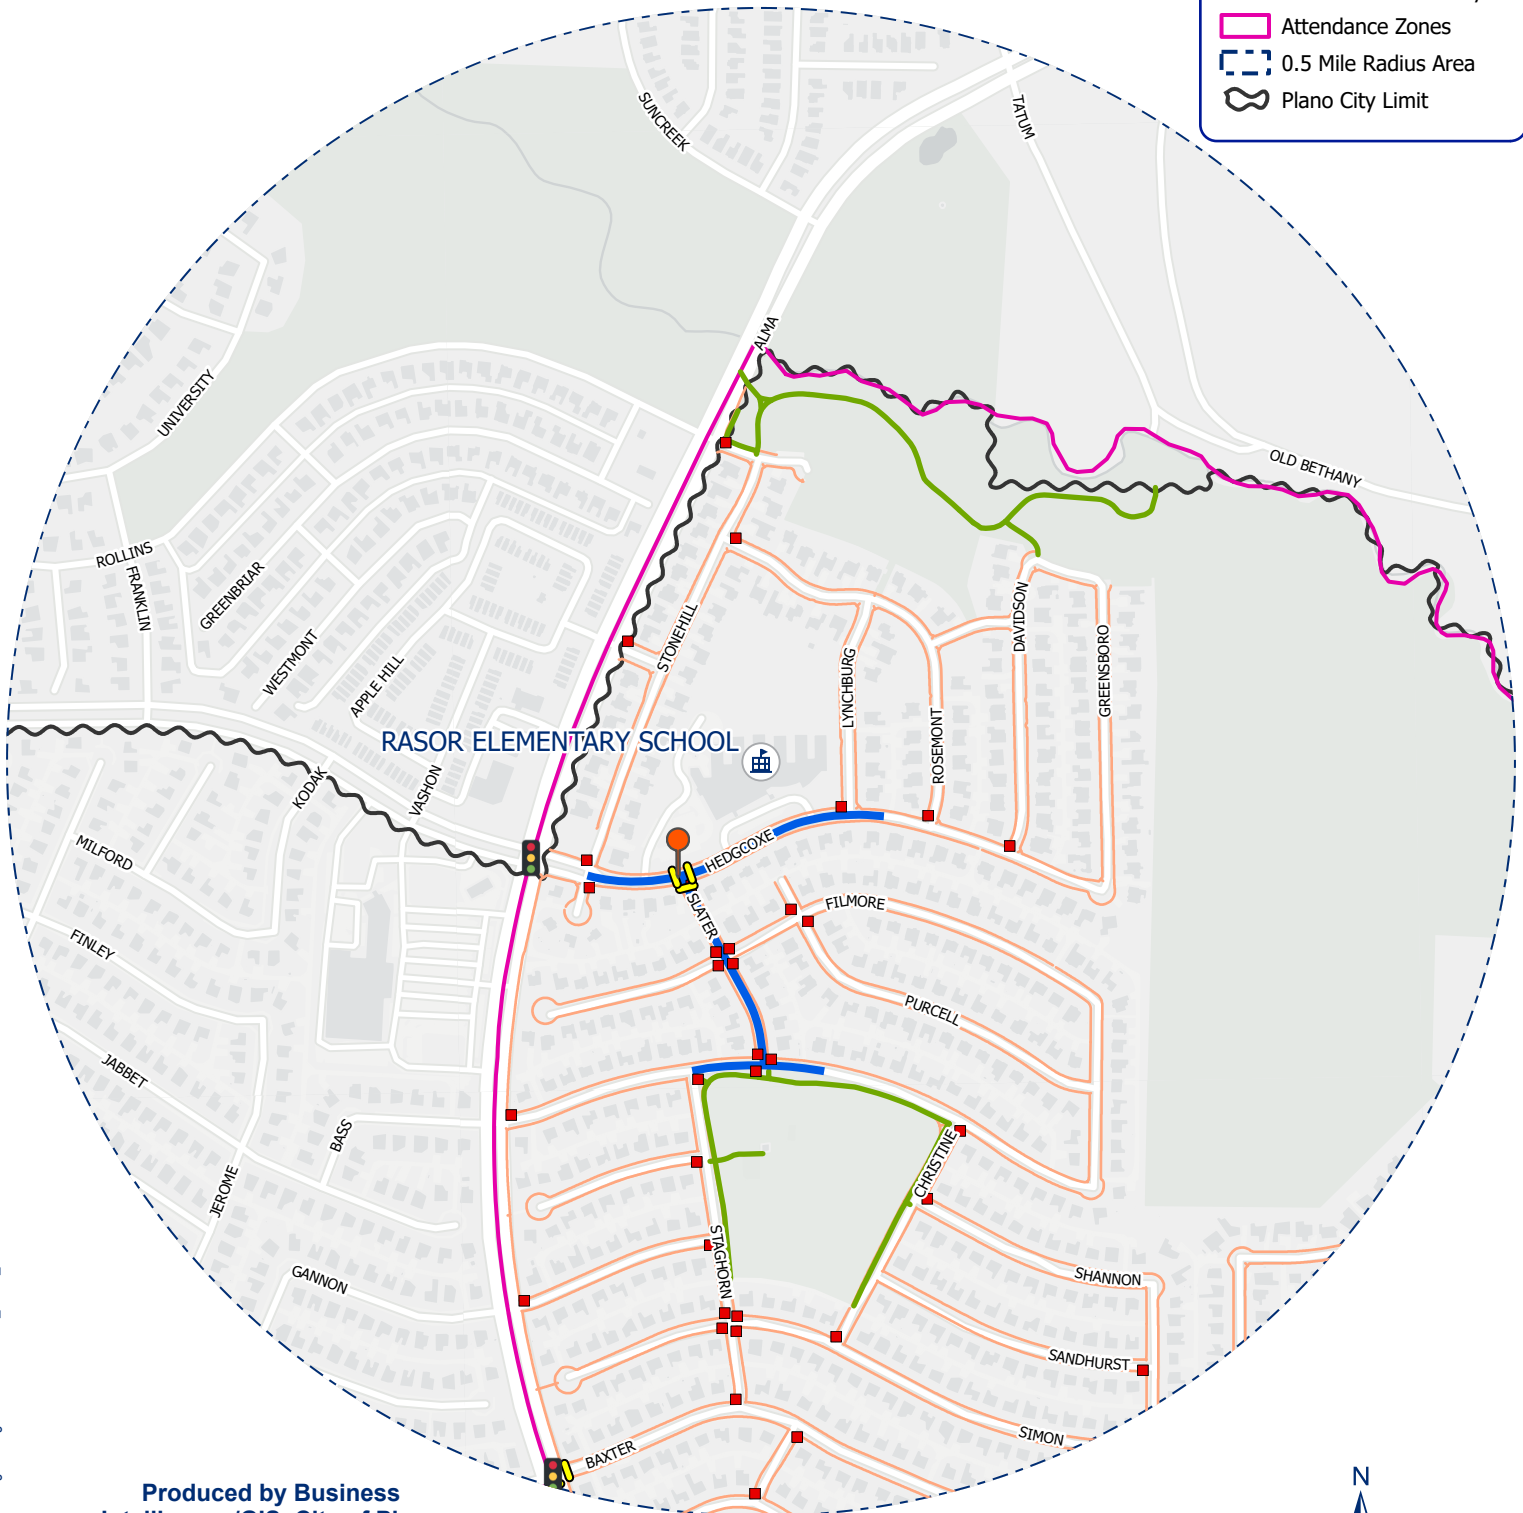 Attendance Zones
0.5 Mile Radius Area
Plano City Limit
SUNCREEK
TATUM
ALMA
UNIVERSITY
OLD BETHANY
ROLLINS
FRANKLIN
GREENBRIAR
WESTMONT
APPLE HILL
STONEHILL
LYNCHBURG
DAVIDSON
GREENSBORO
ROSEMONT
RASOR ELEMENTARY SCHOOL
KODAK
VASHON
MILFORD
HEDGCOXE
SLATER
FILMORE
FINLEY
PURCELL
JABBET
BASS
JEROME
CHRISTINE
STAGHORN
GANNON
SHANNON
SANDHURST
SIMON
BAXTER
Produced by Business
N